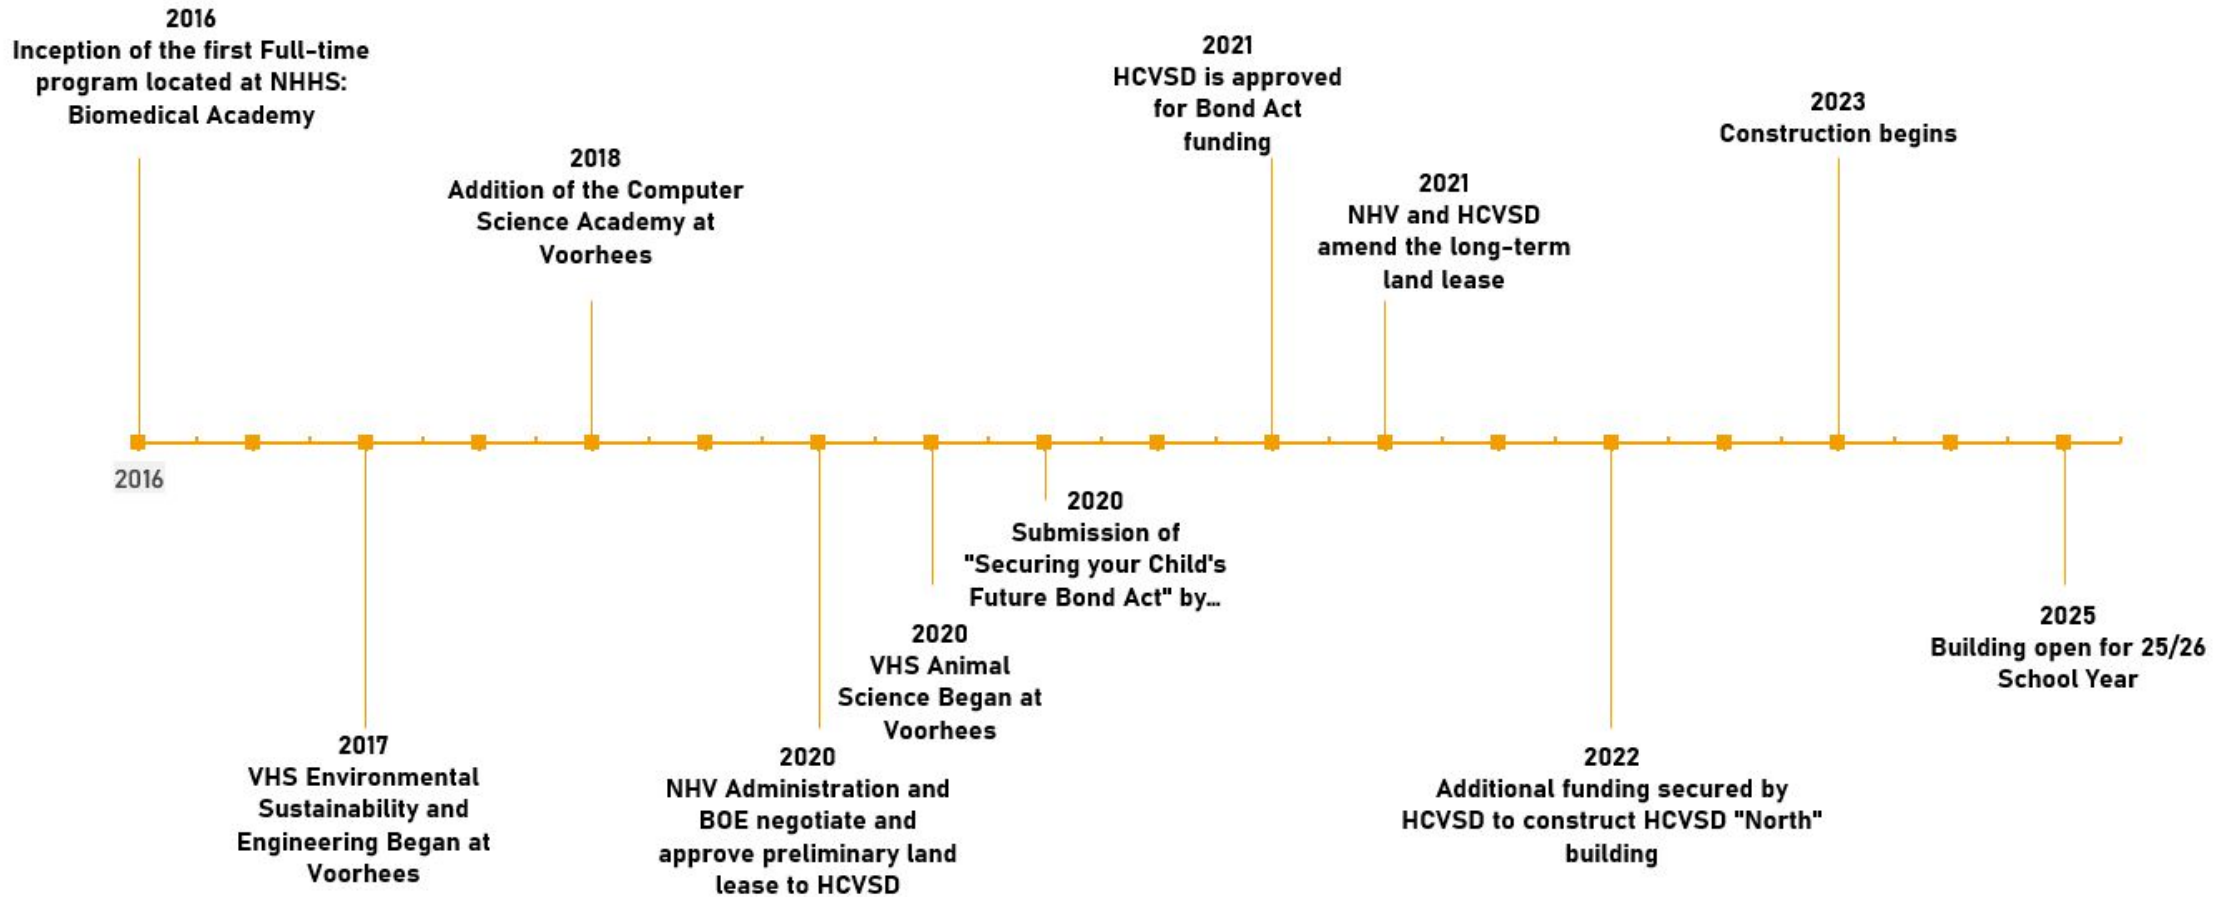 2016
Inception of the first Full-time
program located at NHHS:
Biomedical Academy
2018
Addition of the Computer
Science Academy at
Voorhees
2021
HCVSD is approved
for Bond Act
funding
2021
NHV and HCVSD
amend the long-term
land lease
2023
Construction begins
2016
2017
VHS Environmental
Sustainability and
Engineering Began at
Voorhees
2020
NHV Administration and
BOE negotiate and
approve preliminary land
lease to HCVSD
2020
VHS Animal
Science Began at
Voorhees
2020
Submission of
"Securing your Child's
Future Bond Act" by...
2022
Additional funding secured by
HCVSD to construct HCVSD "North"
building
2025
Building open for 25/26
School Year